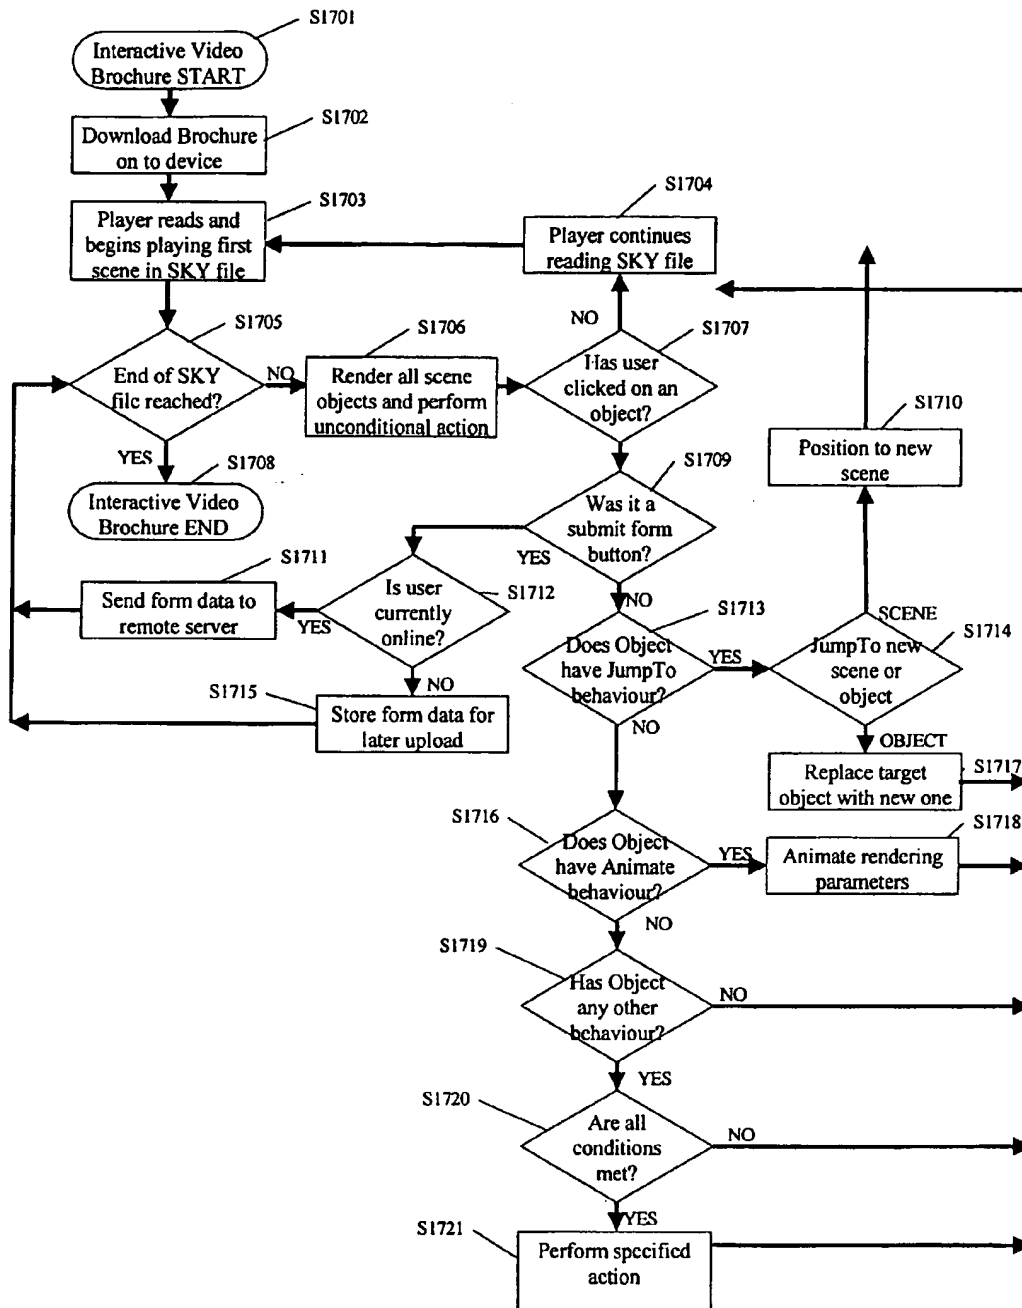 S1701
Interactive Video
Brochure START
S1702
Download Brochure
on to device
S1703
Player reads and
begins playing first
scene in SKY file
S1704
Player continues
reading SKY file
S1705
End of SKY
file reached?
NO
YES
S1706
Render all scene
objects and perform
unconditional action
NO
S1707
Has user
clicked on an
object?
S1708
Interactive Video
Brochure END
S1709
Was it a
submit form
button?
YES
NO
S1710
Position to new
scene
S1711
Send form data to
remote server
YES
S1712
Is user
currently
online?
NO
S1713
Does Object
have JumpTo
behaviour?
YES
NO
SCENE
S1714
JumpTo new
scene or
object
OBJECT
S1715
Store form data for
later upload
S1717
Replace target
object with new one
S1716
Does Object
have Animate
behaviour?
YES
NO
S1718
Animate rendering
parameters
S1719
Has Object
any other
behaviour?
NO
YES
S1720
Are all
conditions
met?
NO
YES
S1721
Perform specified
action